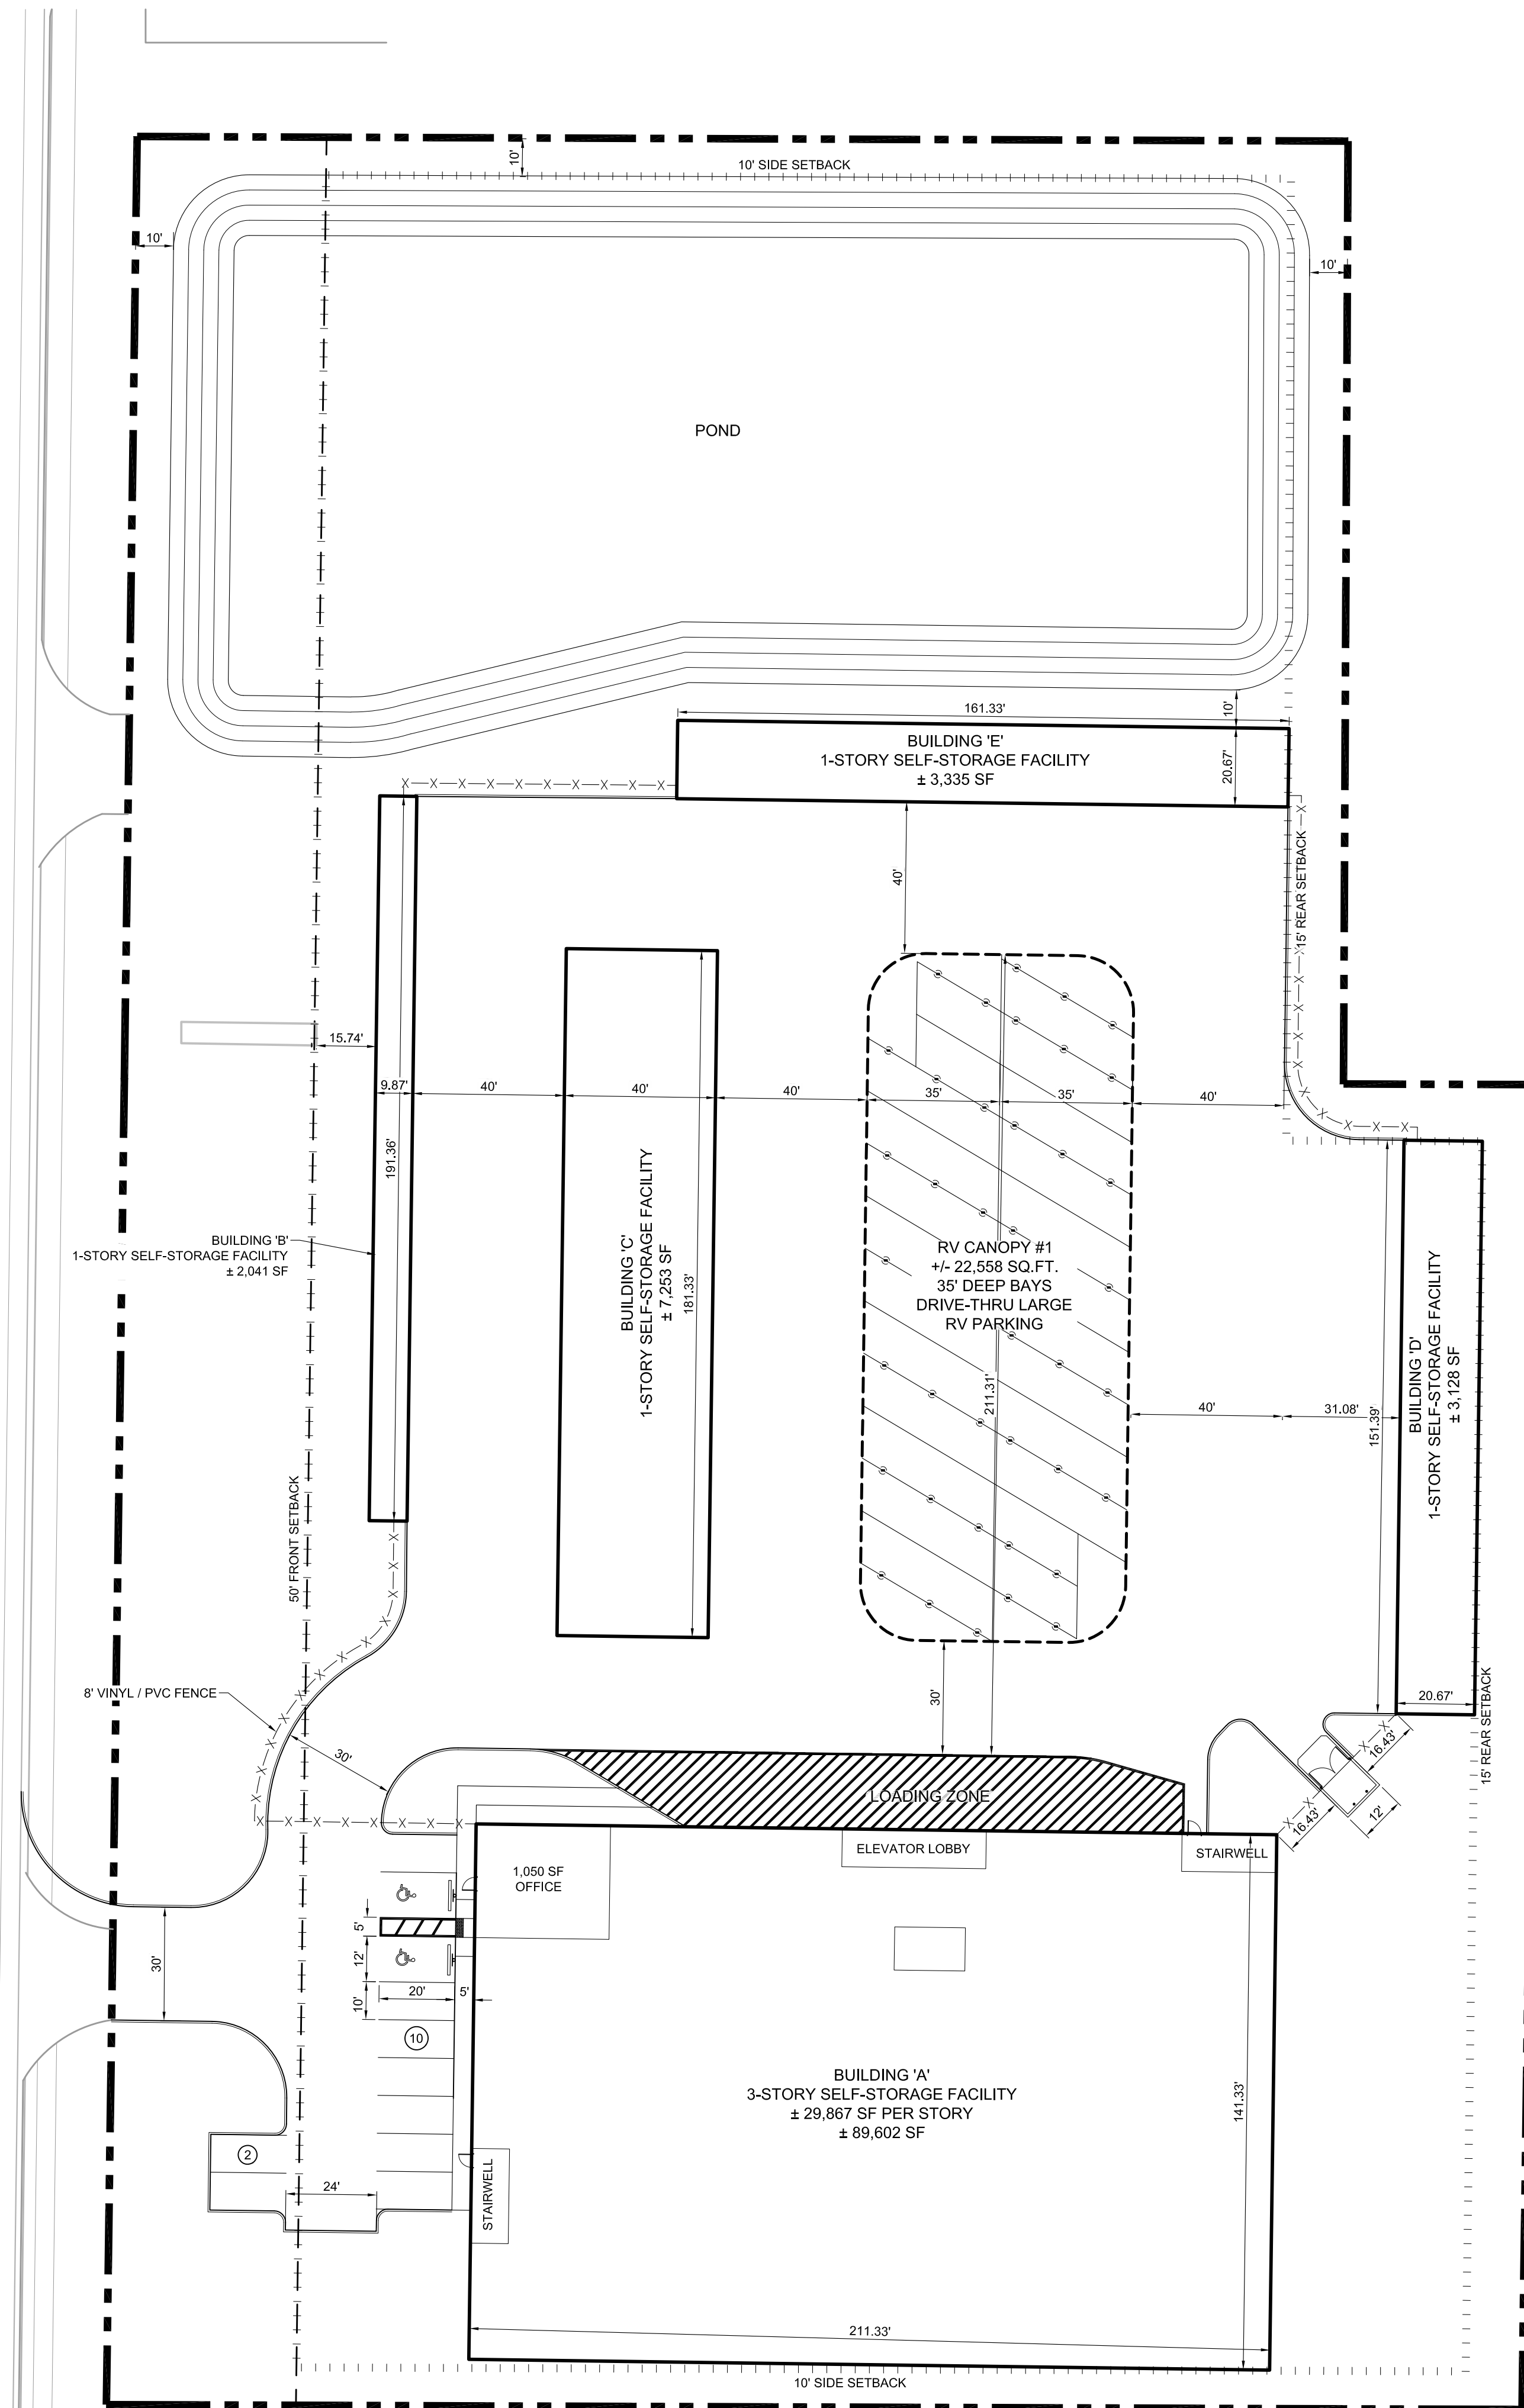 10'
10' SIDE SETBACK
10'
10'
POND
161.33'
10'
BUILDING 'E'
1-STORY SELF-STORAGE FACILITY
± 3,335 SF
20.67'
X X X X X X X X X X
40'
15' REAR SETBACK
15.74'
9.87'
40'
40'
40'
35'
35'
40'
191.36'
BUILDING 'B'
1-STORY SELF-STORAGE FACILITY
± 2,041 SF
BUILDING 'C'
1-STORY SELF-STORAGE FACILITY
± 7,253 SF
181.33'
RV CANOPY #1
+/- 22,558 SQ.FT.
35' DEEP BAYS
DRIVE-THRU LARGE
RV PARKING
211.31'
40'
31.08'
151.39'
BUILDING 'D'
1-STORY SELF-STORAGE FACILITY
± 3,128 SF
50' FRONT SETBACK
8' VINYL / PVC FENCE
30'
30'
20.67'
15' REAR SETBACK
16.43'
12'
16.43'
LOADING ZONE
ELEVATOR LOBBY
STAIRWELL
1,050 SF
OFFICE
5'
12'
10'
20'
5'
30'
10
2
24'
STAIRWELL
BUILDING 'A'
3-STORY SELF-STORAGE FACILITY
± 29,867 SF PER STORY
± 89,602 SF
141.33'
211.33'
10' SIDE SETBACK